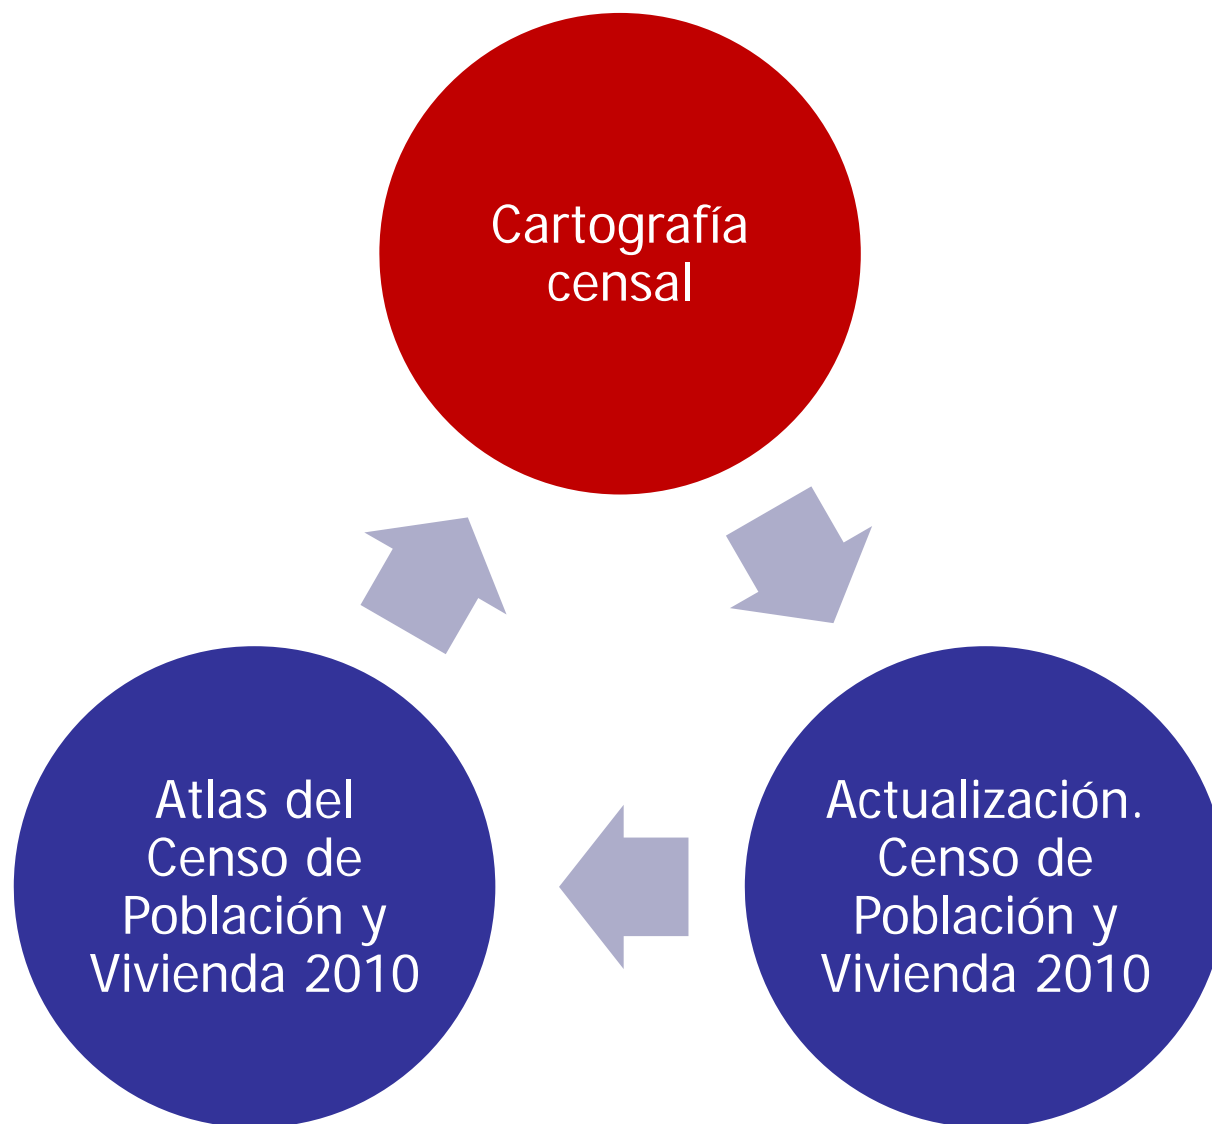 Cartografía
censal
Actualización.
Censo de
Población y
Vivienda 2010
Atlas del
Censo de
Población y
Vivienda 2010